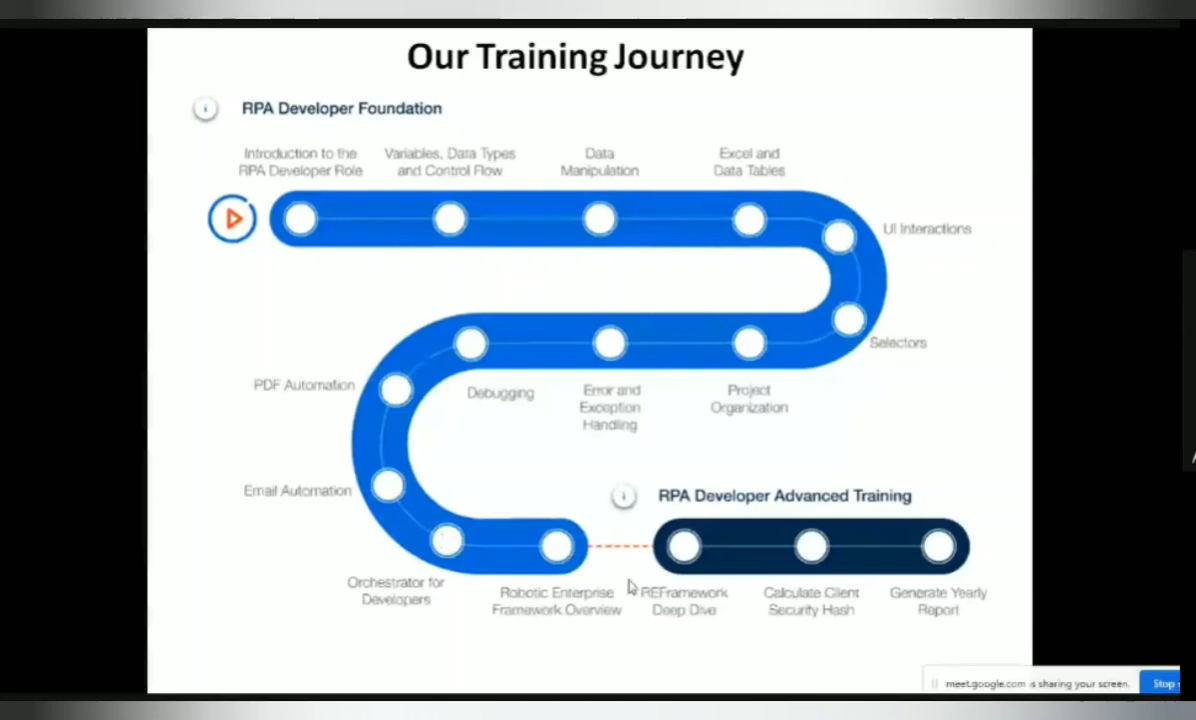 Our Training Journey
RPA Developer Foundation
Introduction to the
RPA Developer Role
Variables, Data Types
and Control Flow
Data
Manipulation
Excel and
Data Tables
UI Interactions
Selectors
Project
Organization
Error and
Exception
Handling
Debugging
PDF Automation
Email Automation
Orchestrator for
Developers
Robotic Enterprise
Framework Overview
RPA Developer Advanced Training
REFramework
Deep Dive
Calculate Client
Security Hash
Generate Yearly
Report
meet.google.com is sharing your screen.
Stop